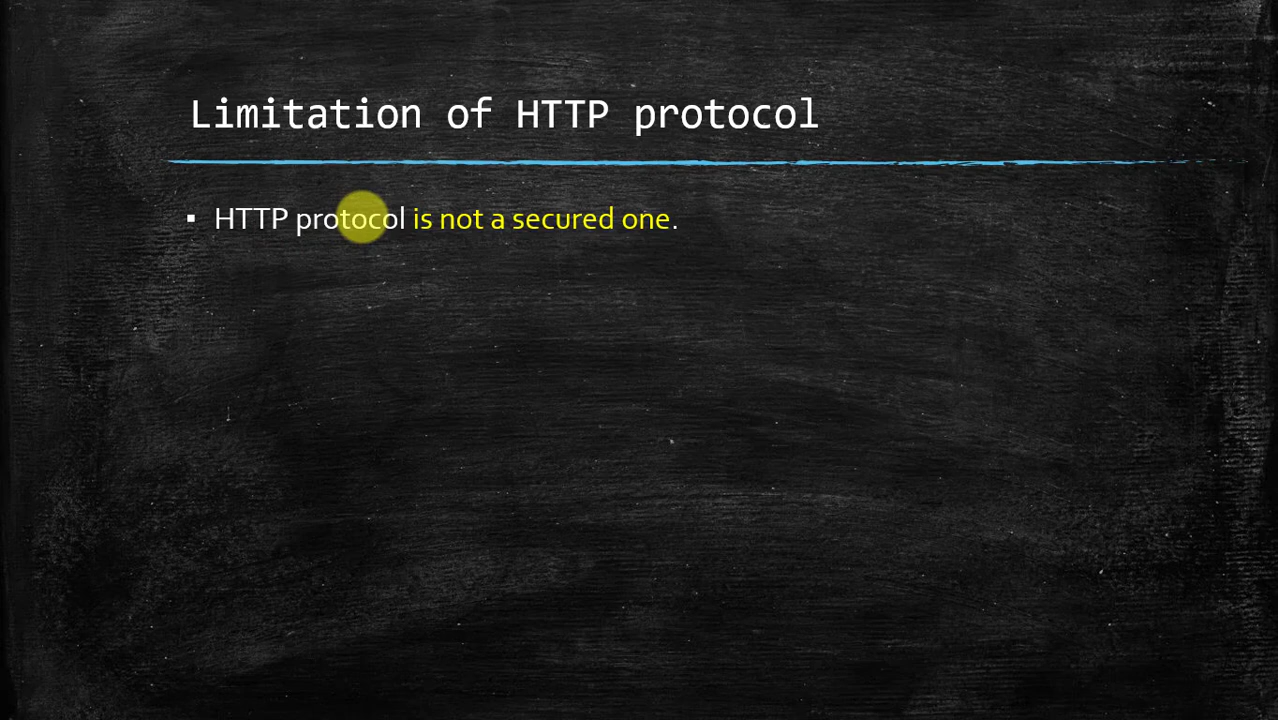 Limitation of HTTP protocol
▪ HTTP protocol is not a secured one.